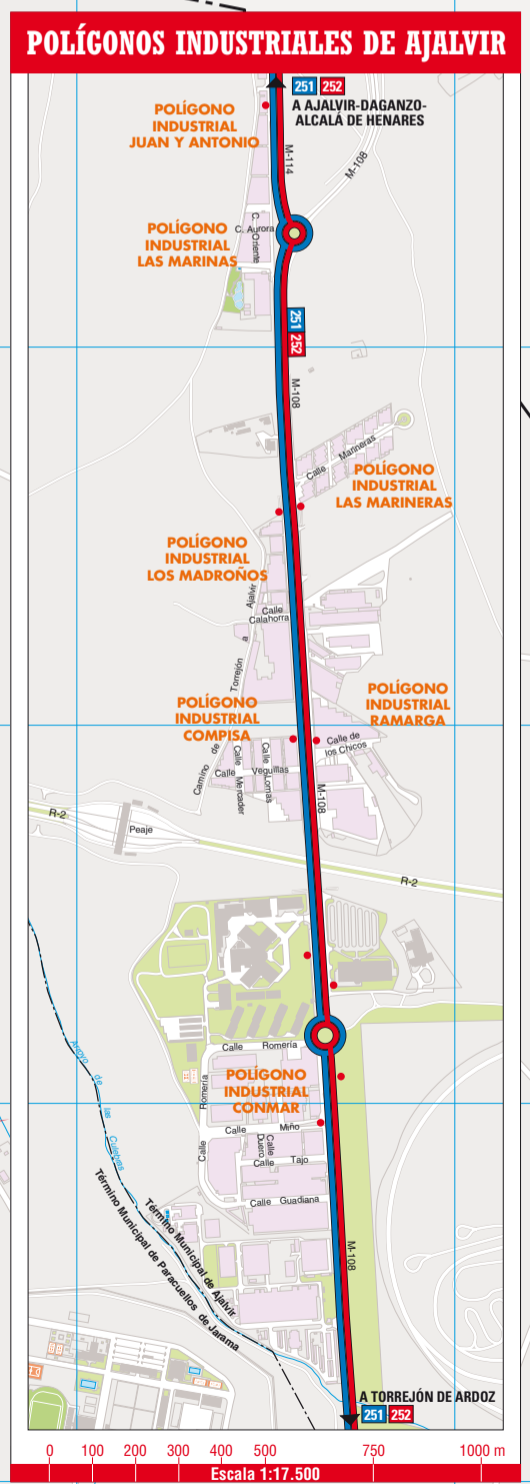 POLÍGONOS INDUSTRIALES DE AJALVIR
251 252
A AJALVIR-DAGANZO-
ALCALÁ DE HENARES
POLÍGONO
INDUSTRIAL
JUAN Y ANTONIO
M-114
M-108
POLÍGONO
INDUSTRIAL
LAS MARINAS
C. Aurora
C. Oriente
251
252
M-108
Calle Marineras
POLÍGONO
INDUSTRIAL
LAS MARINERAS
POLÍGONO
INDUSTRIAL
LOS MADROÑOS
Calle
Calahorra
Camino de Torrejón a Ajalvir
POLÍGONO
INDUSTRIAL
COMPISA
POLÍGONO
INDUSTRIAL
RAMARGA
Calle de
los Chicos
Calle Veguillas
Calle Mercader
Calle Lomas
M-108
R-2
Peaje
R-2
Calle Romería
POLÍGONO
INDUSTRIAL
CONMAR
Calle Romería
Calle Miño
Calle
Duero
Calle Tajo
Calle Guadiana
Arroyo de las Culebras
Término Municipal de Ajalvir
Término Municipal de Paracuellos de Jarama
M-108
A TORREJÓN DE ARDOZ
251 252
0 100 200 300 400 500 750 1000 m
Escala 1:17.500